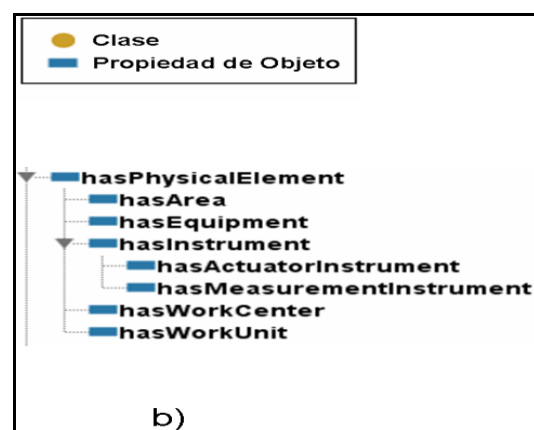 Clase
Propiedad de Objeto
hasPhysicalElement
hasArea
hasEquipment
hasInstrument
hasActuatorInstrument
hasMeasurementInstrument
hasWorkCenter
hasWorkUnit
b)